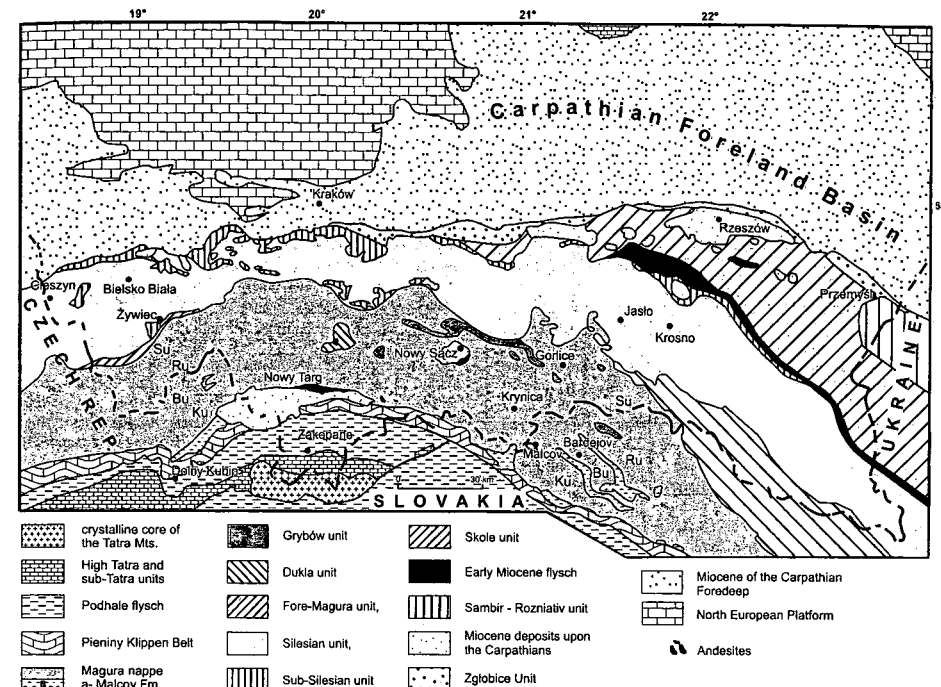 19° 20° 21° 22°
Carpathian Foreland Basin
s
Kraków
Rzeszów
Cieszyn
Bielsko Biała
Przemyśl
CZECH REP.
Żywiec
Jasło
Krosno
UKRAINE
Su
Ru
Nowy Sącz
Gorlice
Nowy Targ
Bu
Ku
Krynica
Su
Zakopane
Bardejov
Malcov
Ru
Dolny Kubin
Bu
Ku
0 30 km
SLOVAKIA
crystalline core of
the Tatra Mts.
High Tatra and
sub-Tatra units
Podhale flysch
Pieniny Klippen Belt
Magura nappe
a- Malcov Fm.
Grybów unit
Dukla unit
Fore-Magura unit,
Silesian unit,
Sub-Silesian unit
Skole unit
Early Miocene flysch
Sambir - Rozniativ unit
Miocene deposits upon
the Carpathians
Zgłobice Unit
Miocene of the Carpathian
Foredeep
North European Platform
Andesites